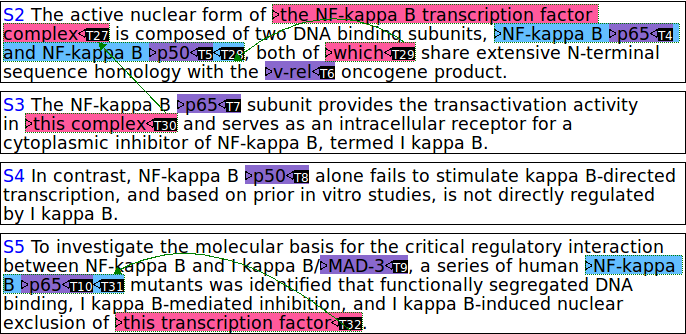 S2 The active nuclear form of the NF-kappa B transcription factor
complex T27 is composed of two DNA binding subunits, NF-kappa B p65 T4
and NF-kappa B p50 T5 T28, both of which T29 share extensive N-terminal
sequence homology with the v-rel T6 oncogene product.
S3 The NF-kappa B p65 T7 subunit provides the transactivation activity
in this complex T30 and serves as an intracellular receptor for a
cytoplasmic inhibitor of NF-kappa B, termed I kappa B.
S4 In contrast, NF-kappa B p50 T8 alone fails to stimulate kappa B-directed
transcription, and based on prior in vitro studies, is not directly regulated
by I kappa B.
S5 To investigate the molecular basis for the critical regulatory interaction
between NF-kappa B and I kappa B/MAD-3 T9, a series of human NF-kappa
B p65 T10 T31 mutants was identified that functionally segregated DNA
binding, I kappa B-mediated inhibition, and I kappa B-induced nuclear
exclusion of this transcription factor T32.